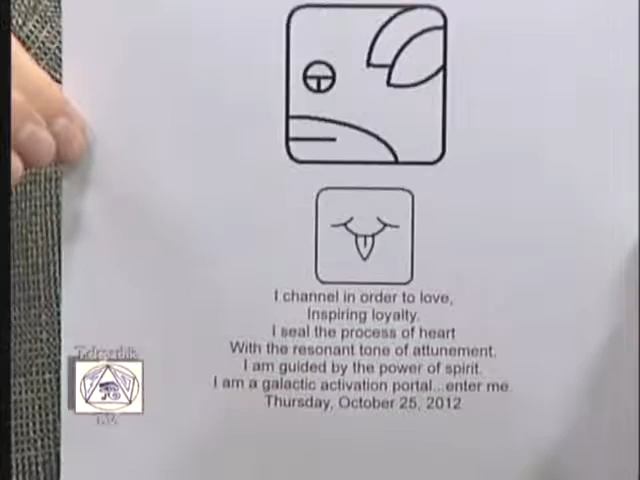 I channel in order to love,
Inspiring loyalty.
I seal the process of heart
With the resonant tone of attunement.
I am guided by the power of spirit.
I am a galactic activation portal...enter me.
Thursday, October 25, 2012